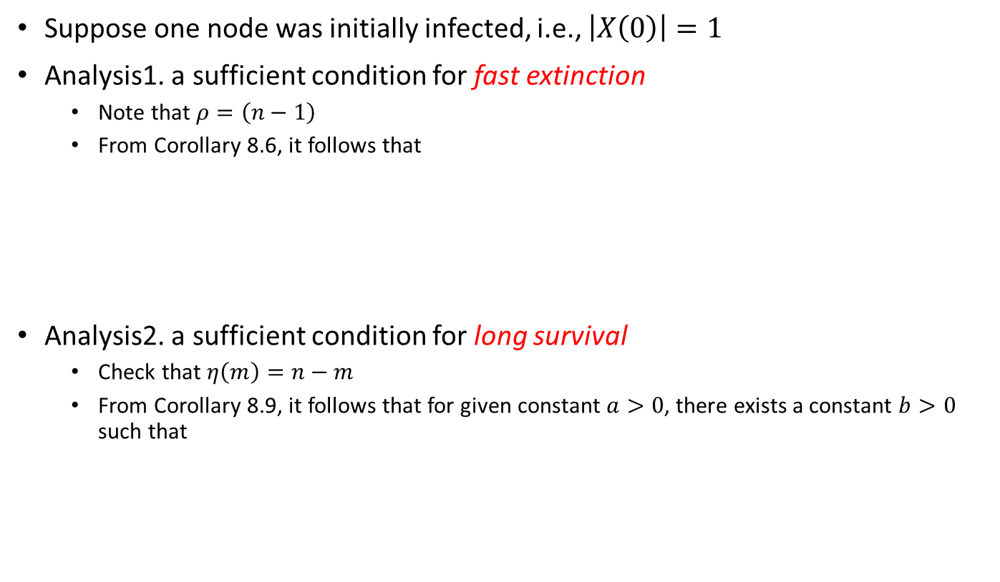 • Suppose one node was initially infected, i.e., |X(0)| = 1
• Analysis1. a sufficient condition for fast extinction
• Note that ρ = (n − 1)
• From Corollary 8.6, it follows that
• Analysis2. a sufficient condition for long survival
• Check that η(m) = n − m
• From Corollary 8.9, it follows that for given constant a > 0, there exists a constant b > 0
such that